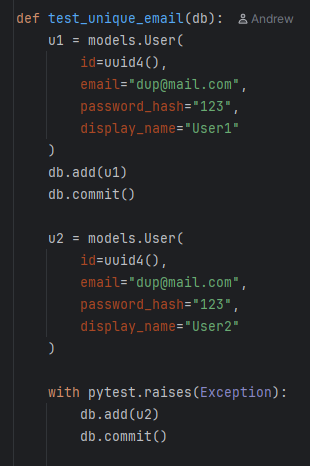 def test_unique_email(db): Andrew
    u1 = models.User(
        id=uuid4(),
        email="dup@mail.com",
        password_hash="123",
        display_name="User1"
    )
    db.add(u1)
    db.commit()

    u2 = models.User(
        id=uuid4(),
        email="dup@mail.com",
        password_hash="123",
        display_name="User2"
    )

    with pytest.raises(Exception):
        db.add(u2)
        db.commit()